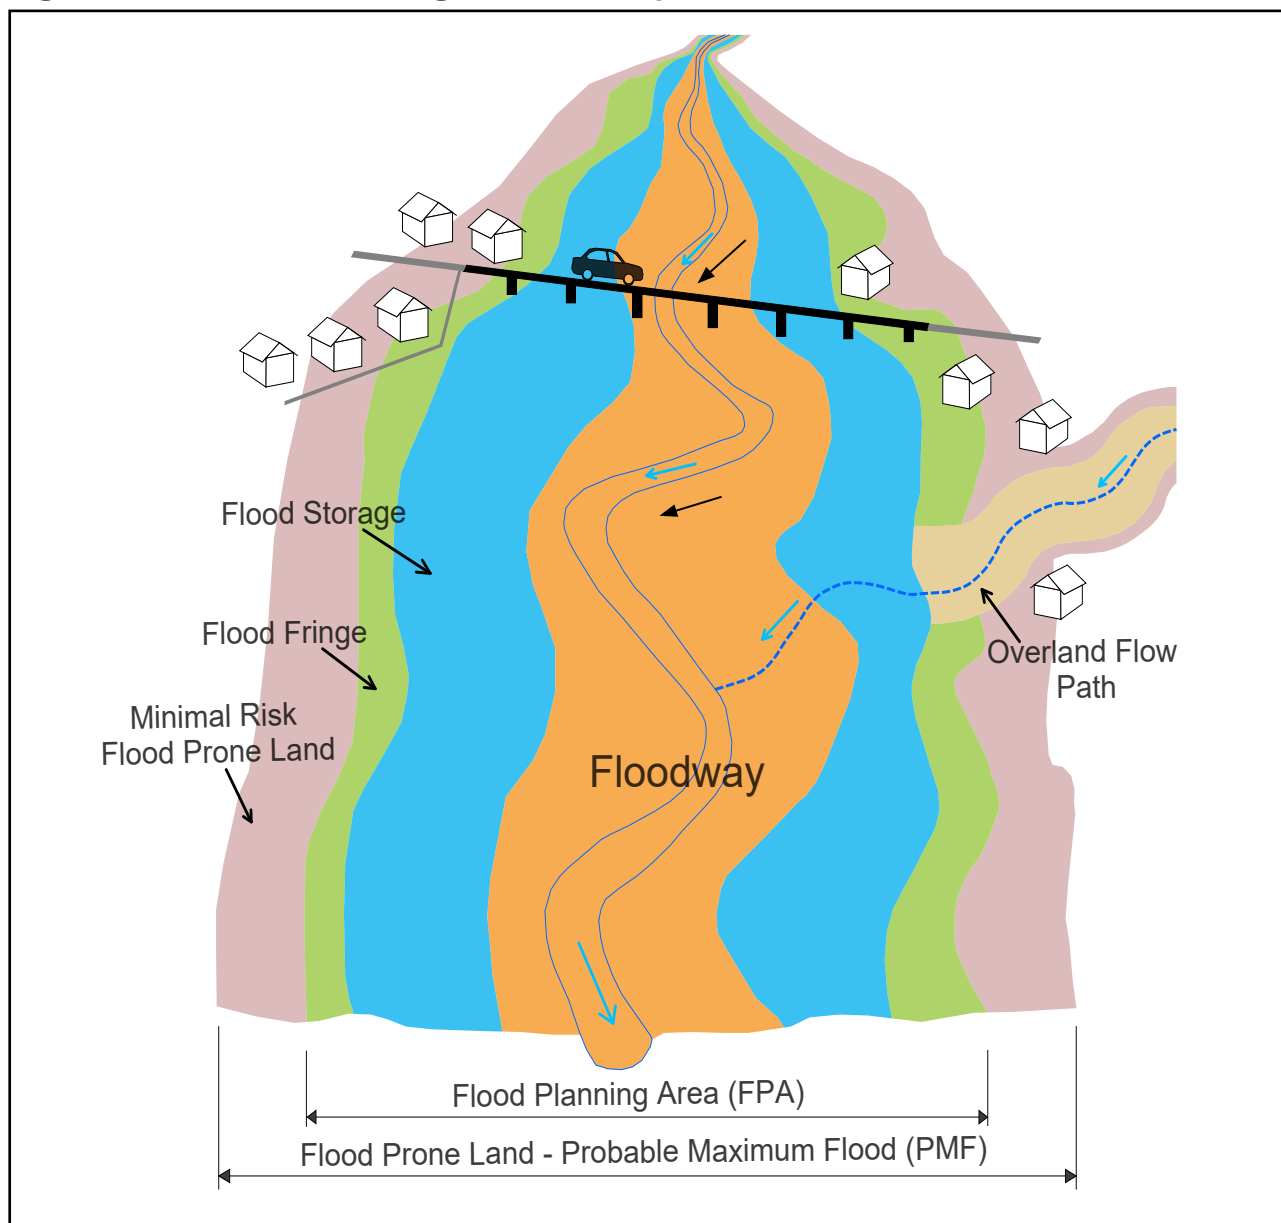 Flood Storage
Flood Fringe
Minimal Risk
Flood Prone Land
Overland Flow
Path
Floodway
Flood Planning Area (FPA)
Flood Prone Land - Probable Maximum Flood (PMF)